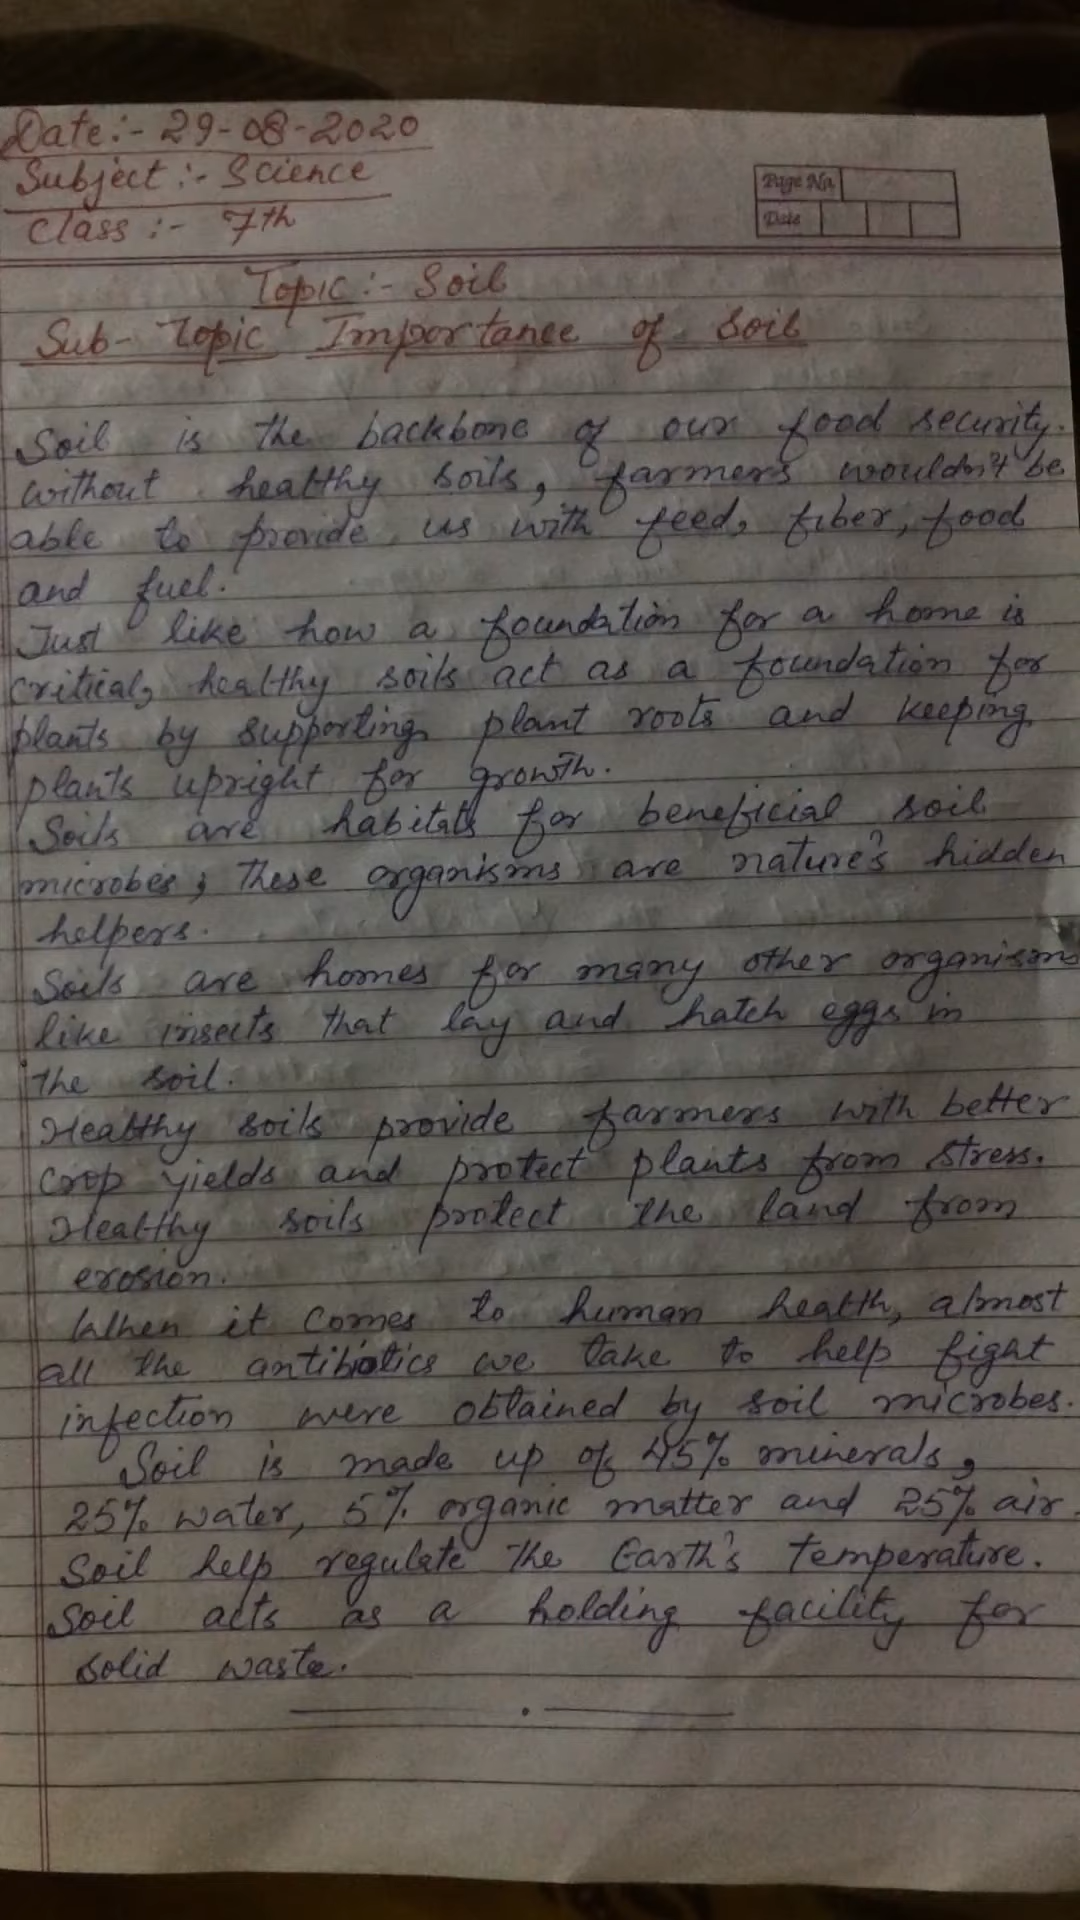 Date:- 29-08-2020
Subject:- Science
Class:- 7th
Page No.
Date
Topic:- Soil
Sub- Topic Importance of Soil
Soil is the backbone of our food security.
without healthy soils, farmers wouldn't be
able to provide us with feed, fiber, food
and fuel.
Just like how a foundation for a home is
critical, healthy soils act as a foundation for
plants by supporting plant roots and keeping
plants upright for growth.
Soils are habitats for beneficial soil
microbes; these organisms are nature's hidden
helpers.
Soils are homes for many other organisms
like insects that lay and hatch eggs in
the soil.
Healthy soils provide farmers with better
crop yields and protect plants from stress.
Healthy soils protect the land from
erosion.
When it comes to human health, almost
all the antibiotics we take to help fight
infection were obtained by soil microbes.
Soil is made up of 45% minerals,
25% water, 5% organic matter and 25% air.
Soil help regulate the Earth's temperature.
Soil acts as a holding facility for
solid waste.